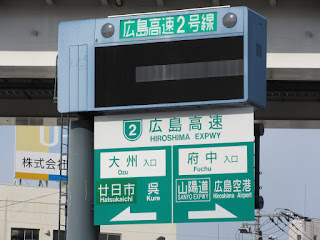 広島高速2号線
2 広島高速
HIROSHIMA EXPWY
大州 入口
Ozu
府中 入口
Fuchu
廿日市 呉
Hatsukaichi Kure
山陽道 広島空港
SANYO EXPWY Hiroshima Airport
株式会